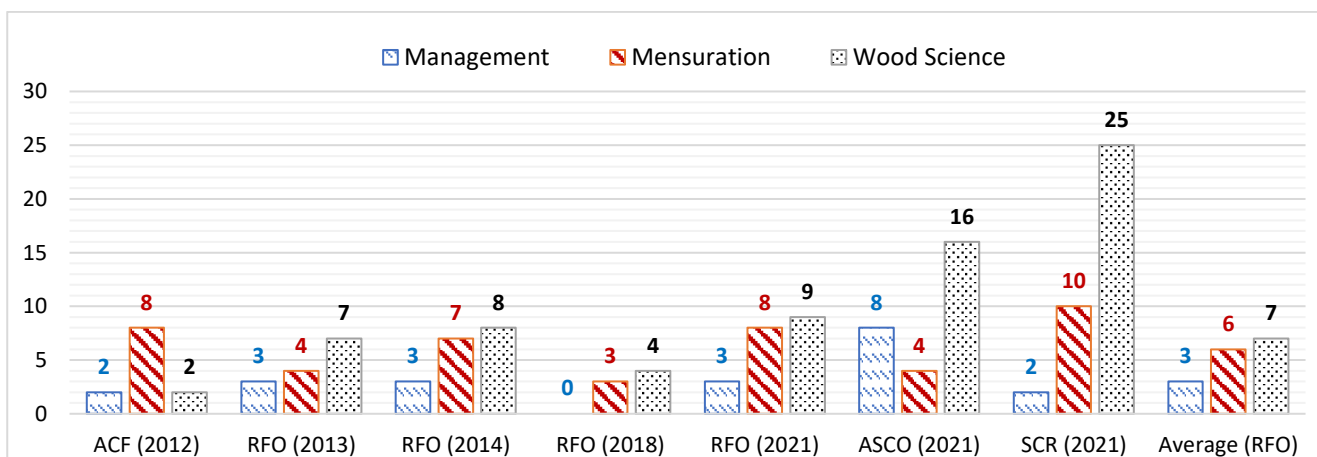 Management Mensuration Wood Science
30
25
20
15
10
5
0
2 8 2
3 4 7
3 7 8
0 3 4
3 8 9
8 4 16
2 10 25
3 6 7
ACF (2012) RFO (2013) RFO (2014) RFO (2018) RFO (2021) ASCO (2021) SCR (2021) Average (RFO)